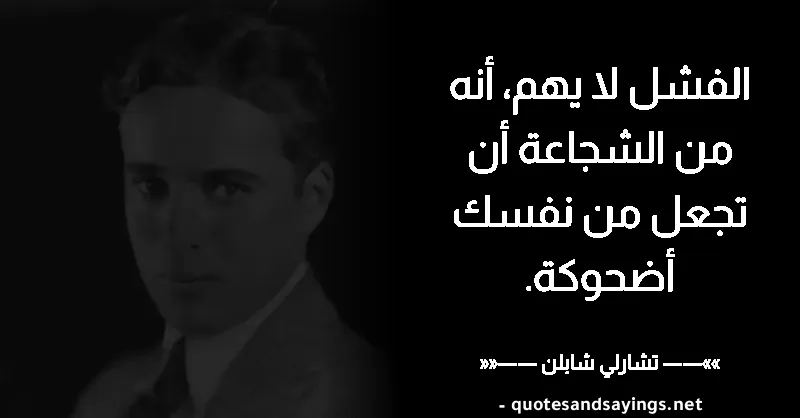 الفشل لا يهم، أنه
من الشجاعة أن
تجعل من نفسك
أضحوكة.
»»—— تشارلي شابلن ——««
- quotesandsayings.net